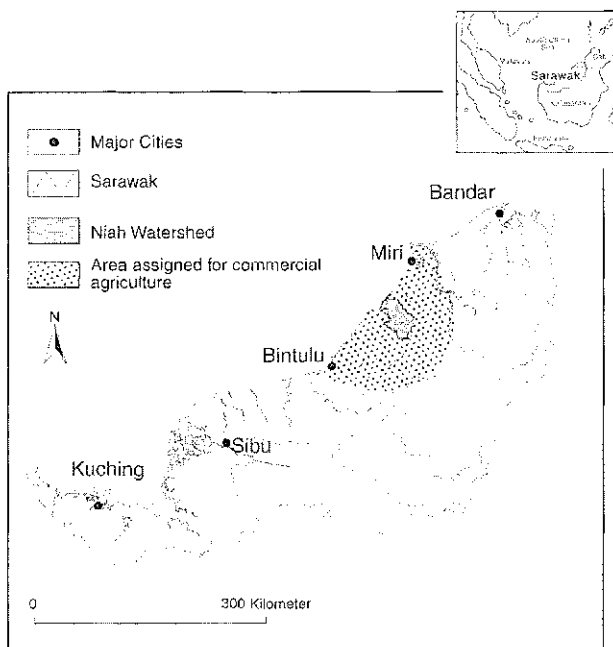 Sarawak
Major Cities
Sarawak
Niah Watershed
Area assigned for commercial
agriculture
N
Bandar
Miri
Bintulu
Sibu
Kuching
0
300 Kilometer